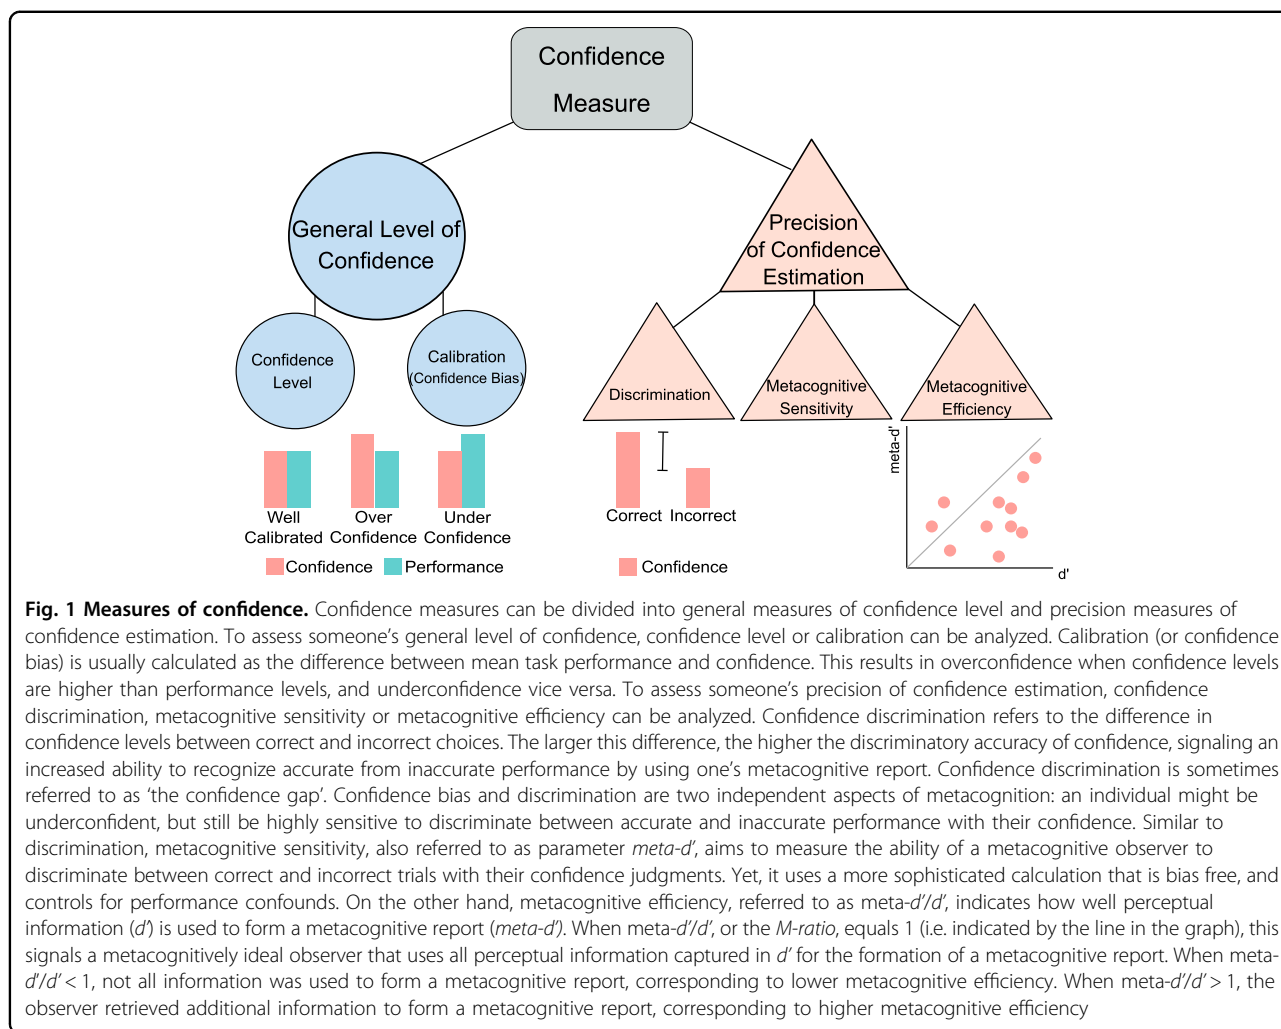 Confidence
Measure
General Level of
Confidence
Precision
of Confidence
Estimation
Confidence
Level
Calibration
(Confidence Bias)
Discrimination
Metacognitive
Sensitivity
Metacognitive
Efficiency
Well
Calibrated
Over
Confidence
Under
Confidence
Confidence
Performance
Correct
Incorrect
Confidence
meta-d'
d'
Fig. 1 Measures of confidence. Confidence measures can be divided into general measures of confidence level and precision measures of
confidence estimation. To assess someone's general level of confidence, confidence level or calibration can be analyzed. Calibration (or confidence
bias) is usually calculated as the difference between mean task performance and confidence. This results in overconfidence when confidence levels
are higher than performance levels, and underconfidence vice versa. To assess someone's precision of confidence estimation, confidence
discrimination, metacognitive sensitivity or metacognitive efficiency can be analyzed. Confidence discrimination refers to the difference in
confidence levels between correct and incorrect choices. The larger this difference, the higher the discriminatory accuracy of confidence, signaling an
increased ability to recognize accurate from inaccurate performance by using one's metacognitive report. Confidence discrimination is sometimes
referred to as 'the confidence gap'. Confidence bias and discrimination are two independent aspects of metacognition: an individual might be
underconfident, but still be highly sensitive to discriminate between accurate and inaccurate performance with their confidence. Similar to
discrimination, metacognitive sensitivity, also referred to as parameter meta-d', aims to measure the ability of a metacognitive observer to
discriminate between correct and incorrect trials with their confidence judgments. Yet, it uses a more sophisticated calculation that is bias free, and
controls for performance confounds. On the other hand, metacognitive efficiency, referred to as meta-d'/d', indicates how well perceptual
information (d') is used to form a metacognitive report (meta-d'). When meta-d'/d', or the M-ratio, equals 1 (i.e. indicated by the line in the graph), this
signals a metacognitively ideal observer that uses all perceptual information captured in d' for the formation of a metacognitive report. When meta-
d'/d' < 1, not all information was used to form a metacognitive report, corresponding to lower metacognitive efficiency. When meta-d'/d' > 1, the
observer retrieved additional information to form a metacognitive report, corresponding to higher metacognitive efficiency